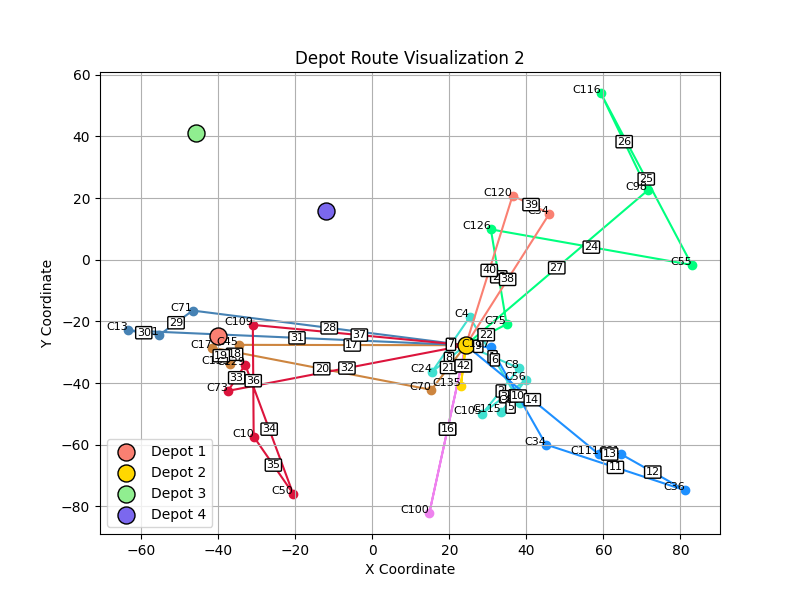 Depot Route Visualization 2
Y Coordinate
X Coordinate
60
40
20
0
−20
−40
−60
−80
−60
−40
−20
0
20
40
60
80
C116
26
25
C98
C120
39
C126
24
27
C55
40
38
C4
C75
22
C71
C13
30
29
C109
28
31
37
17
C17
C45
19
18
20
32
21
42
7
8
6
C8
C24
C70
C135
C56
10
14
5
C105
C115
C73
33
36
C10
34
35
C50
16
C100
C34
C111
13
11
12
C36
Depot 1
Depot 2
Depot 3
Depot 4